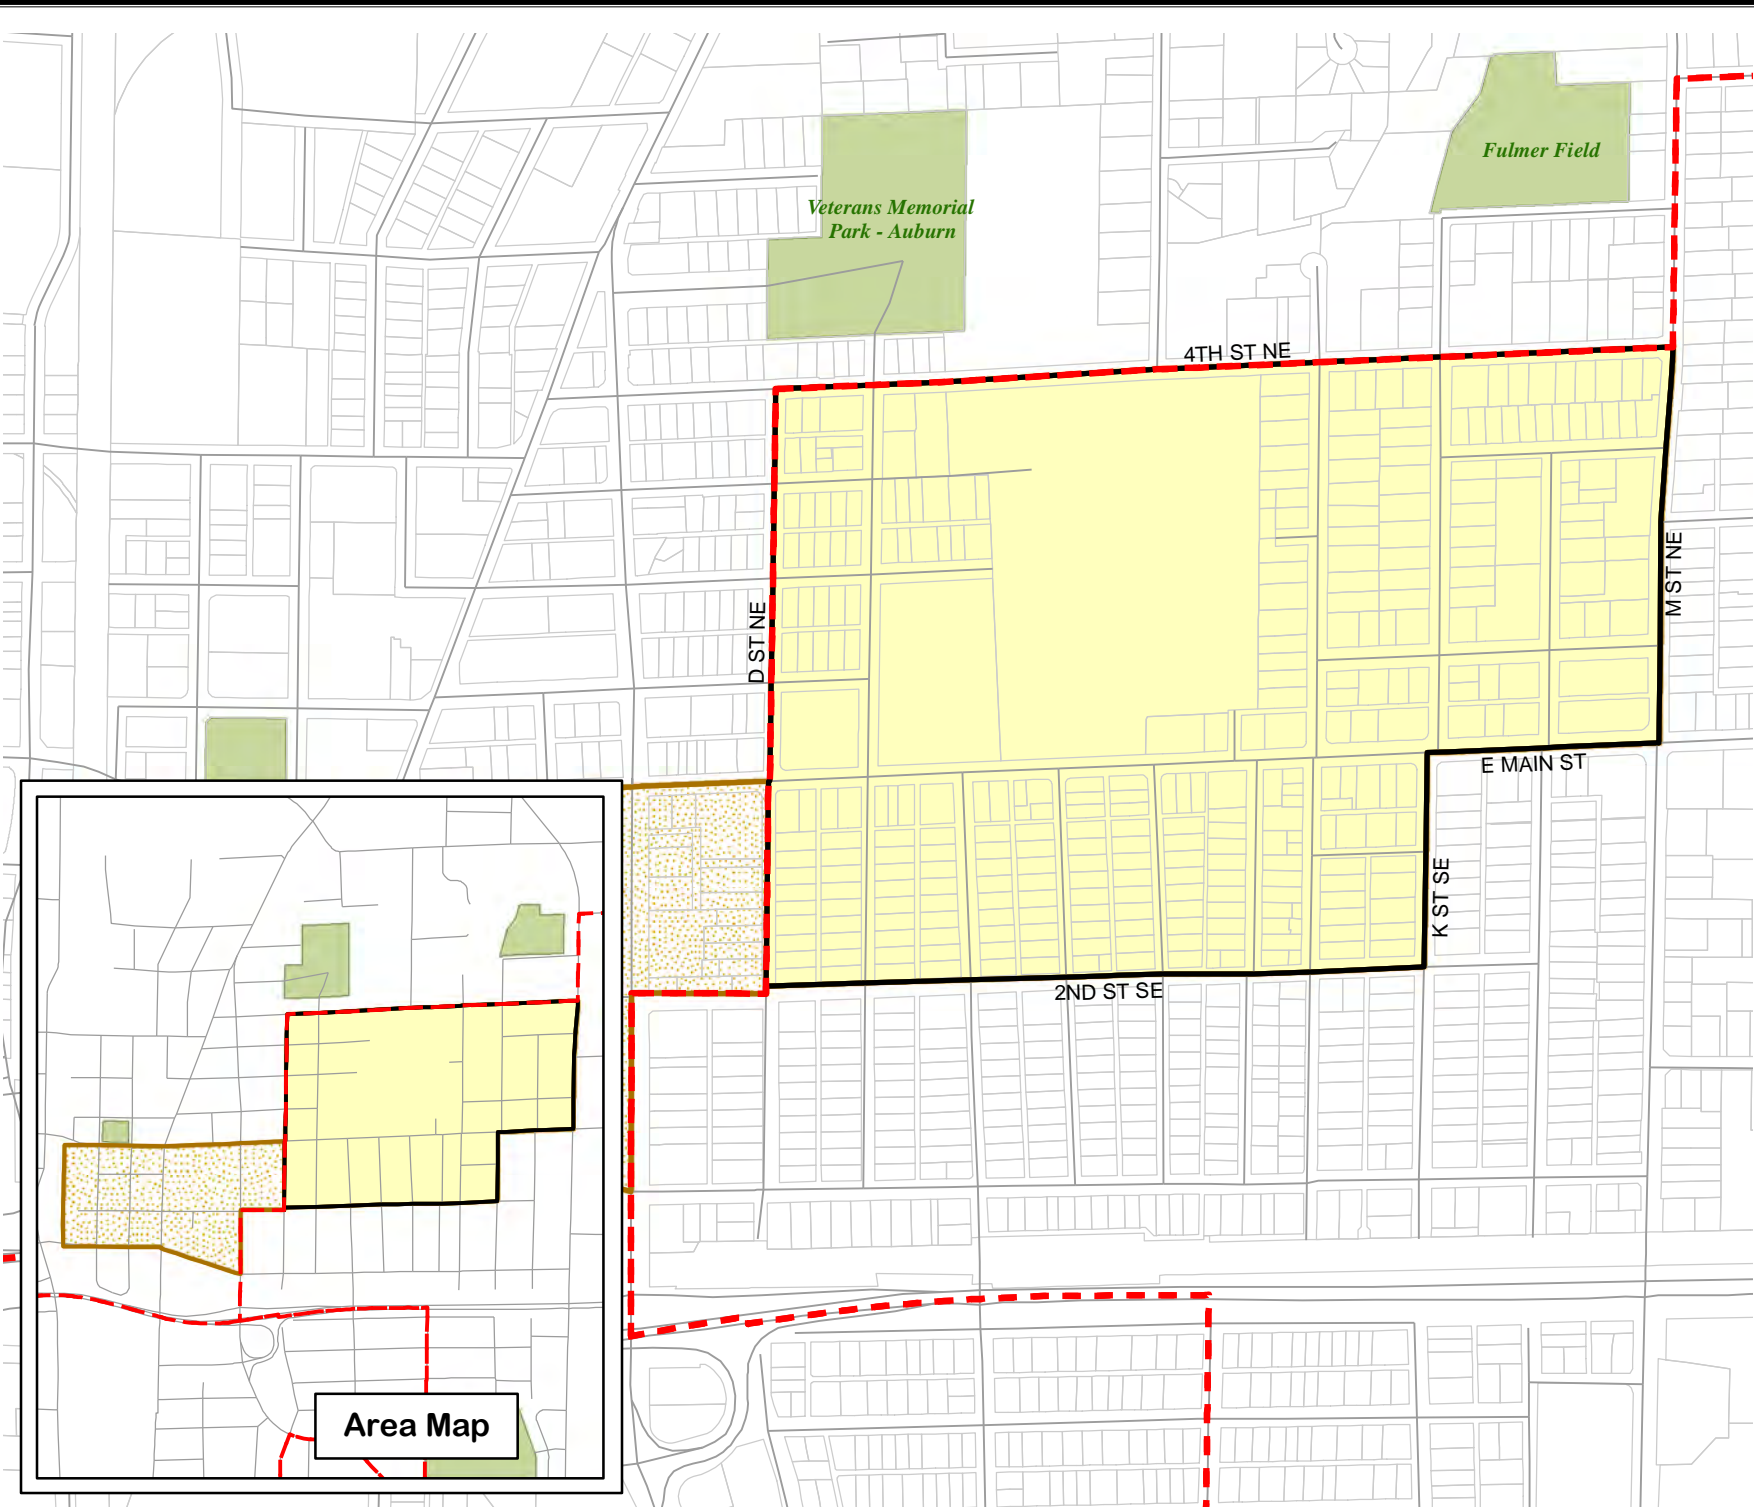 Fulmer Field
Veterans Memorial
Park - Auburn
4TH ST NE
M ST NE
D ST NE
E MAIN ST
K ST SE
2ND ST SE
Area Map